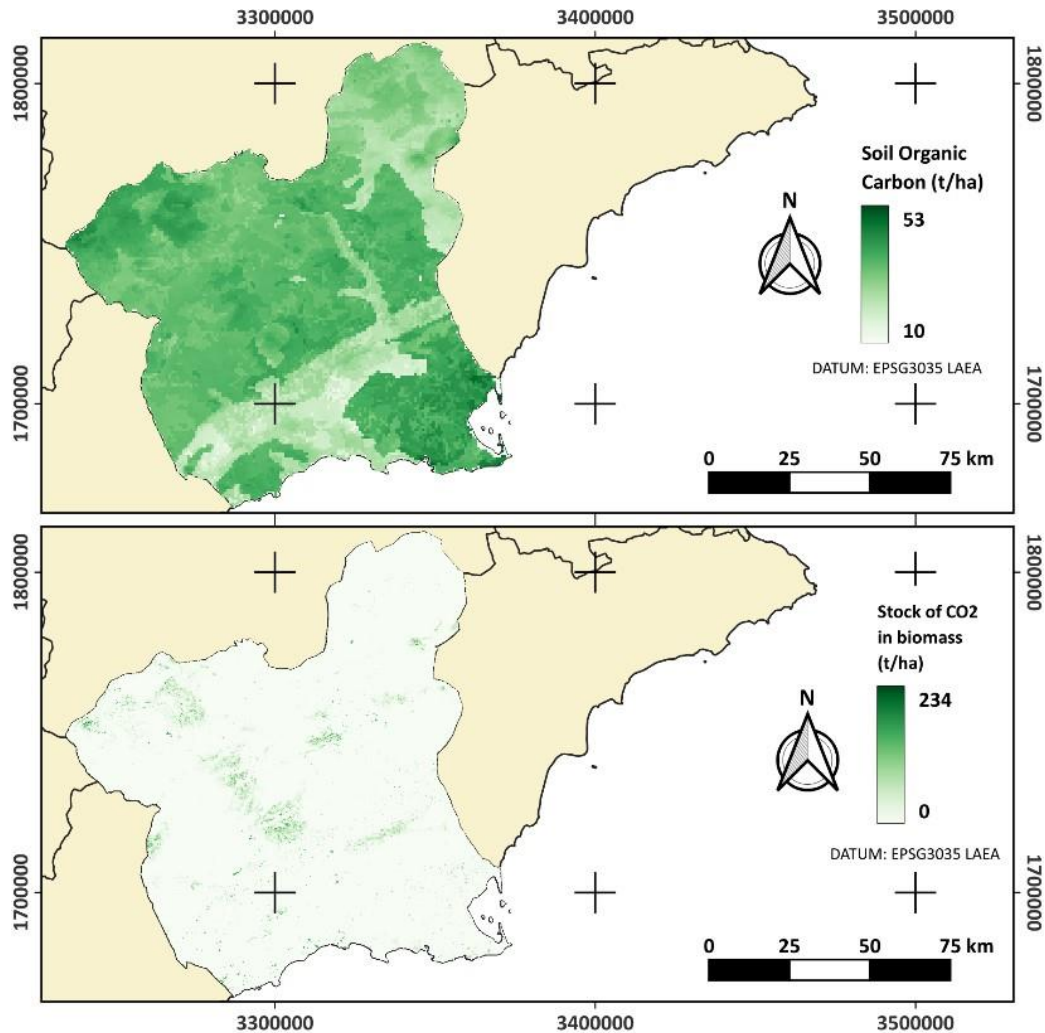 3300000 3400000 3500000
1800000 1800000
Soil Organic
Carbon (t/ha)
53
N
10
DATUM: EPSG3035 LAEA
1700000 1700000
0 25 50 75 km
1800000 1800000
Stock of CO2
in biomass
(t/ha)
234
N
0
DATUM: EPSG3035 LAEA
1700000 1700000
0 25 50 75 km
3300000 3400000 3500000